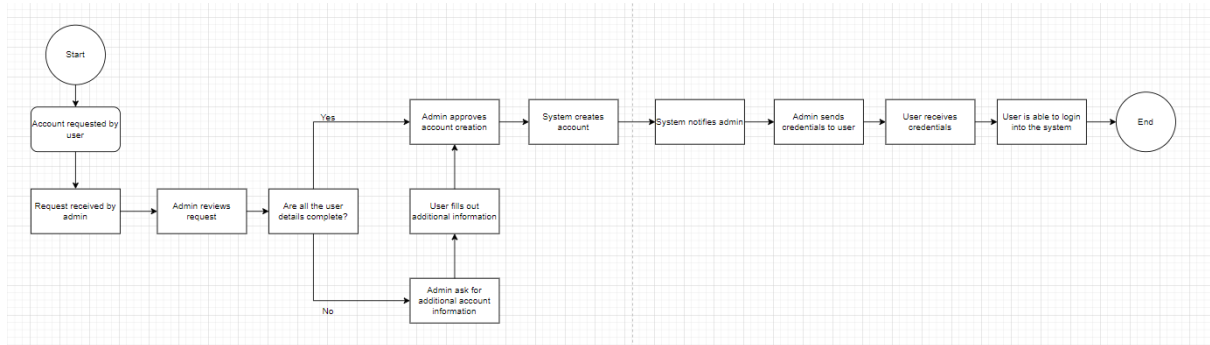 Start
Account requested by
user
Request received by
admin
Admin reviews
request
Are all the user
details complete?
Yes
No
Admin approves
account creation
User fills out
additional information
Admin ask for
additional account
information
System creates
account
System notifies admin
Admin sends
credentials to user
User receives
credentials
User is able to login
into the system
End